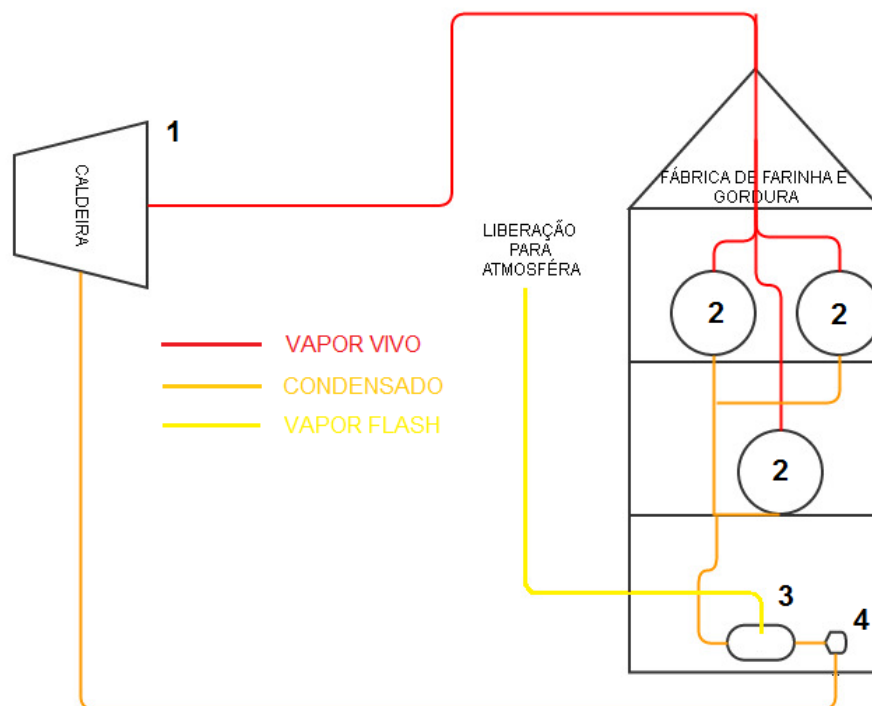 1
CALDEIRA
FÁBRICA DE FARINHA E
GORDURA
LIBERAÇÃO
PARA
ATMOSFÉRA
2
2
VAPOR VIVO
CONDENSADO
VAPOR FLASH
2
3
4